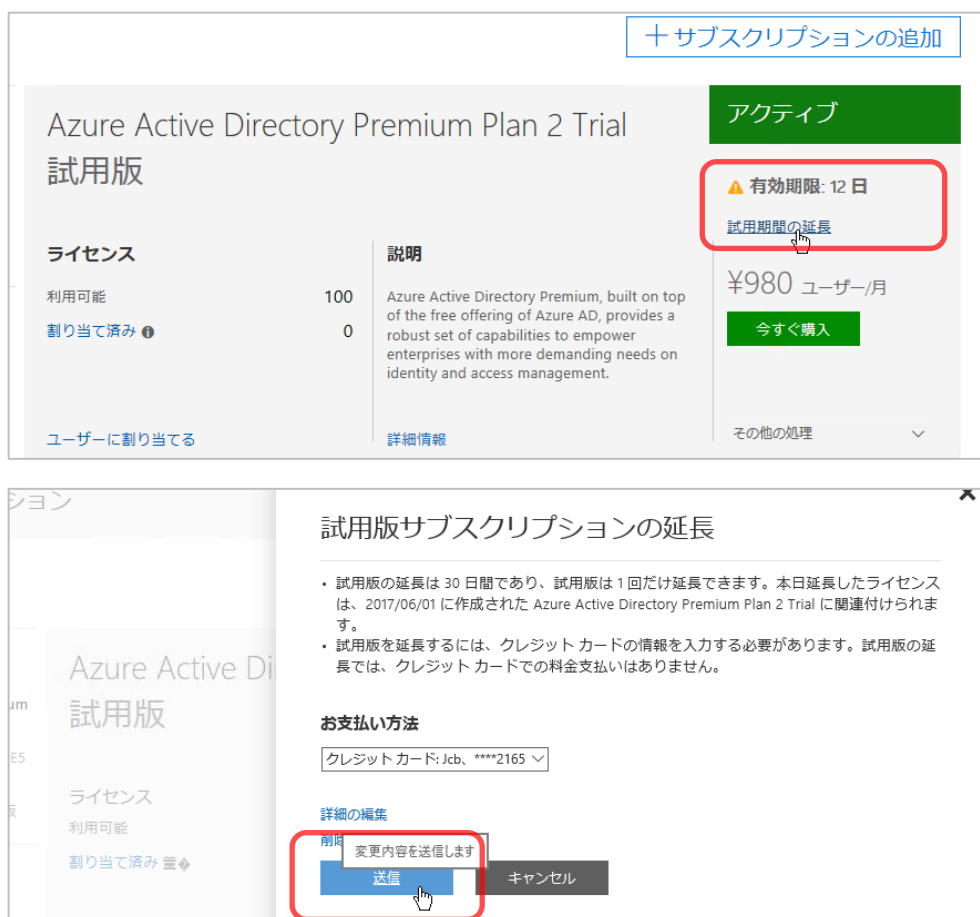 ＋サブスクリプションの追加
Azure Active Directory Premium Plan 2 Trial
試用版
アクティブ
有効期限: 12 日
試用期間の延長
¥980 ユーザー/月
今すぐ購入
その他の処理
ライセンス
利用可能 100
割り当て済み 0
ユーザーに割り当てる
説明
Azure Active Directory Premium, built on top
of the free offering of Azure AD, provides a
robust set of capabilities to empower
enterprises with more demanding needs on
identity and access management.
詳細情報
ション
um
E5
Azure Active Di
試用版
ライセンス
利用可能
割り当て済み
試用版サブスクリプションの延長
• 試用版の延長は 30 日間であり、試用版は 1 回だけ延長できます。本日延長したライセンス
は、2017/06/01 に作成された Azure Active Directory Premium Plan 2 Trial に関連付けられま
す。
• 試用版を延長するには、クレジット カードの情報を入力する必要があります。試用版の延
長では、クレジット カードでの料金支払いはありません。
お支払い方法
クレジット カード: Jcb、****2165
詳細の編集
変更内容を送信します
送信
キャンセル